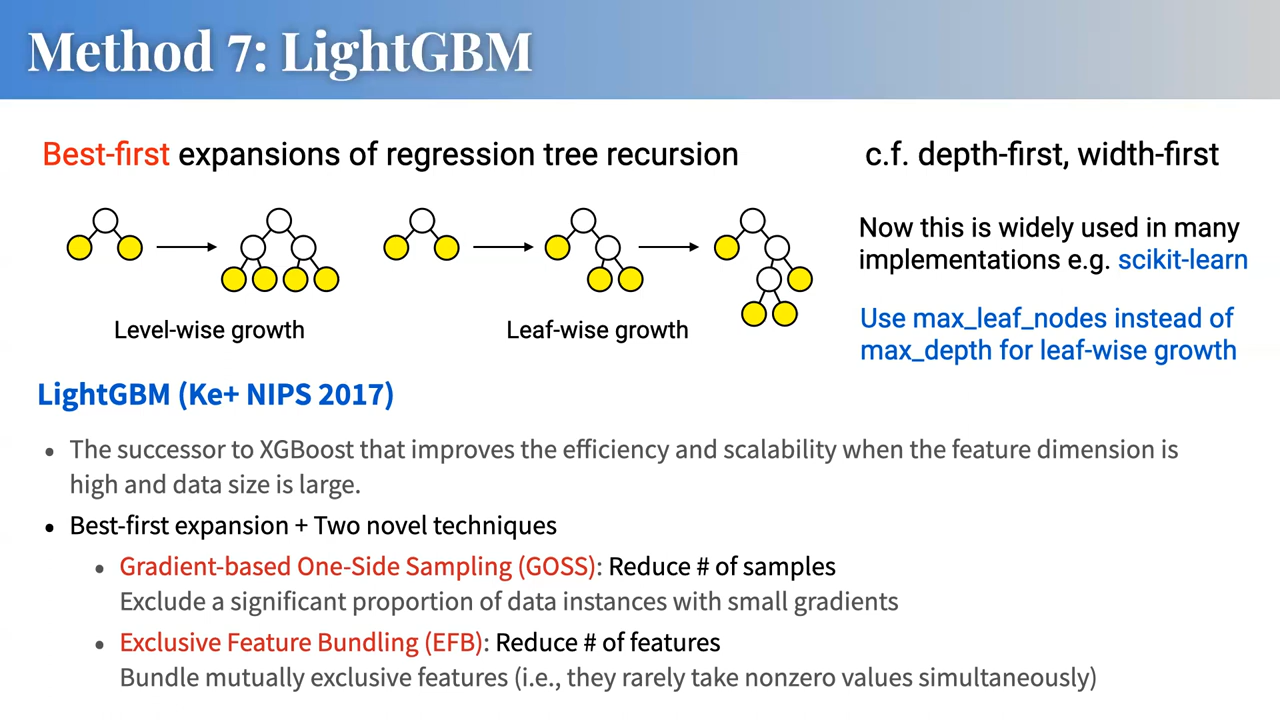 Method 7: LightGBM
Best-first expansions of regression tree recursion
c.f. depth-first, width-first
Level-wise growth
Leaf-wise growth
Now this is widely used in many
implementations e.g. scikit-learn
Use max_leaf_nodes instead of
max_depth for leaf-wise growth
LightGBM (Ke+ NIPS 2017)
• The successor to XGBoost that improves the efficiency and scalability when the feature dimension is
high and data size is large.
• Best-first expansion + Two novel techniques
• Gradient-based One-Side Sampling (GOSS): Reduce # of samples
Exclude a significant proportion of data instances with small gradients
• Exclusive Feature Bundling (EFB): Reduce # of features
Bundle mutually exclusive features (i.e., they rarely take nonzero values simultaneously)